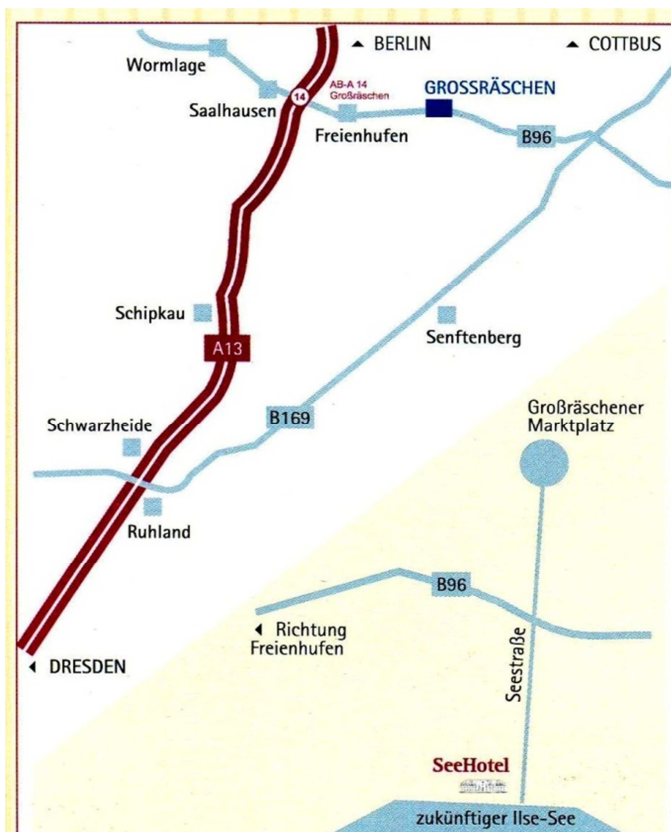 BERLIN
COTTBUS
Wormlage
AB-A 14
Großräschen
GROSSRÄSCHEN
Saalhausen
14
Freienhufen
B96
Schipkau
A13
Senftenberg
Großräschener
Marktplatz
B169
Schwarzheide
Ruhland
B96
Richtung
Freienhufen
DRESDEN
Seestraße
SeeHotel
zukünftiger Ilse-See